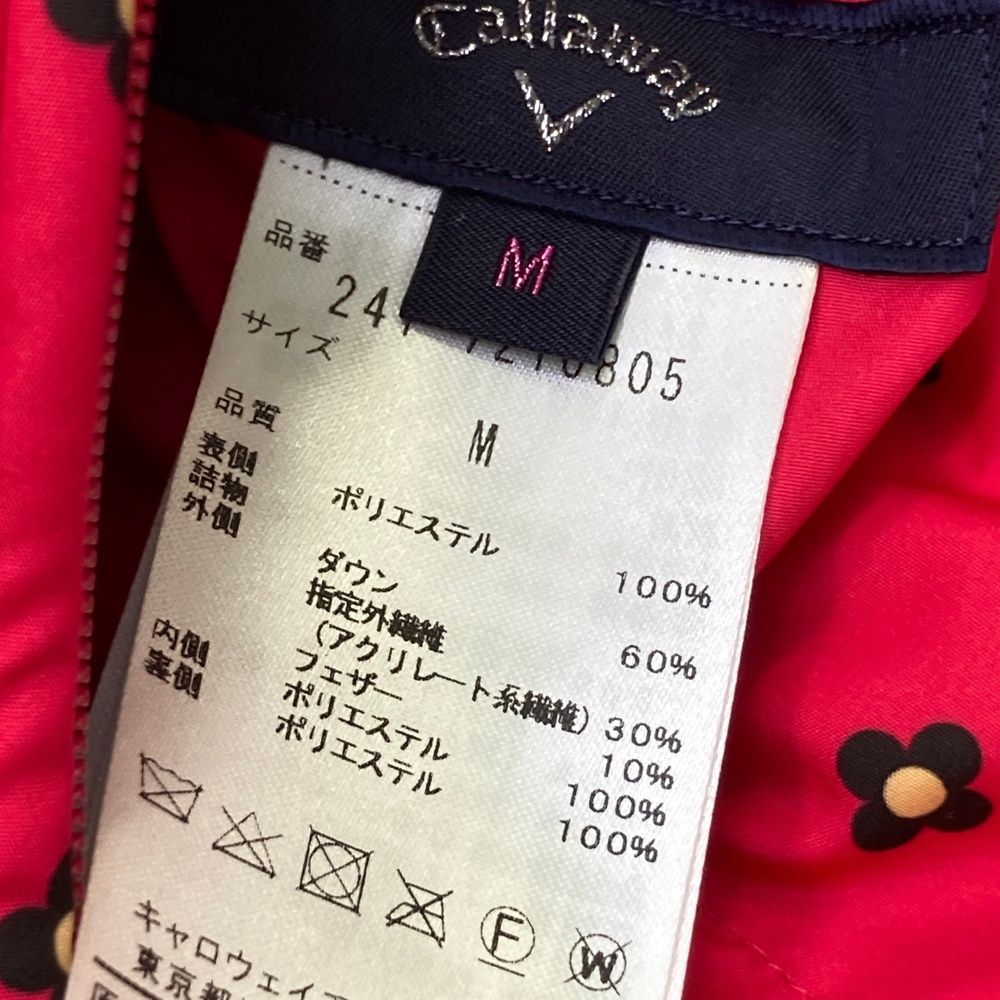 Callaway
M
品番
サイズ
M
品質
表側
ポリエステル 100%
詰物
外側
ダウン 60%
指定外繊維
(アクリレート系繊維) 30%
フェザー 10%
内側
ポリエステル 100%
裏側
ポリエステル 100%
F
W
キャロウェイ
東京都